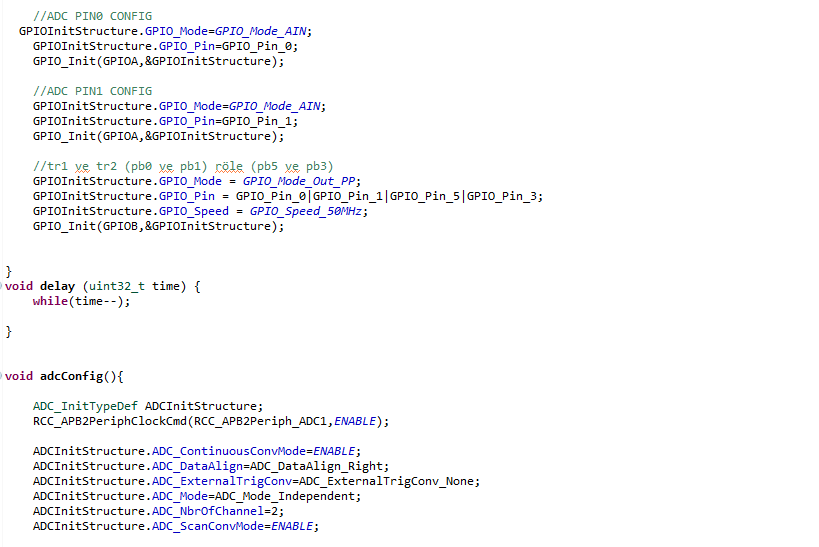 //ADC PIN0 CONFIG
GPIOInitStructure.GPIO_Mode=GPIO_Mode_AIN;
GPIOInitStructure.GPIO_Pin=GPIO_Pin_0;
GPIO_Init(GPIOA,&GPIOInitStructure);
//ADC PIN1 CONFIG
GPIOInitStructure.GPIO_Mode=GPIO_Mode_AIN;
GPIOInitStructure.GPIO_Pin=GPIO_Pin_1;
GPIO_Init(GPIOA,&GPIOInitStructure);
//tr1 ve tr2 (pb0 ve pb1) röle (pb5 ve pb3)
GPIOInitStructure.GPIO_Mode = GPIO_Mode_Out_PP;
GPIOInitStructure.GPIO_Pin = GPIO_Pin_0|GPIO_Pin_1|GPIO_Pin_5|GPIO_Pin_3;
GPIOInitStructure.GPIO_Speed = GPIO_Speed_50MHz;
GPIO_Init(GPIOB,&GPIOInitStructure);
}
void delay (uint32_t time) {
while(time--);
}
void adcConfig(){
ADC_InitTypeDef ADCInitStructure;
RCC_APB2PeriphClockCmd(RCC_APB2Periph_ADC1,ENABLE);
ADCInitStructure.ADC_ContinuousConvMode=ENABLE;
ADCInitStructure.ADC_DataAlign=ADC_DataAlign_Right;
ADCInitStructure.ADC_ExternalTrigConv=ADC_ExternalTrigConv_None;
ADCInitStructure.ADC_Mode=ADC_Mode_Independent;
ADCInitStructure.ADC_NbrOfChannel=2;
ADCInitStructure.ADC_ScanConvMode=ENABLE;